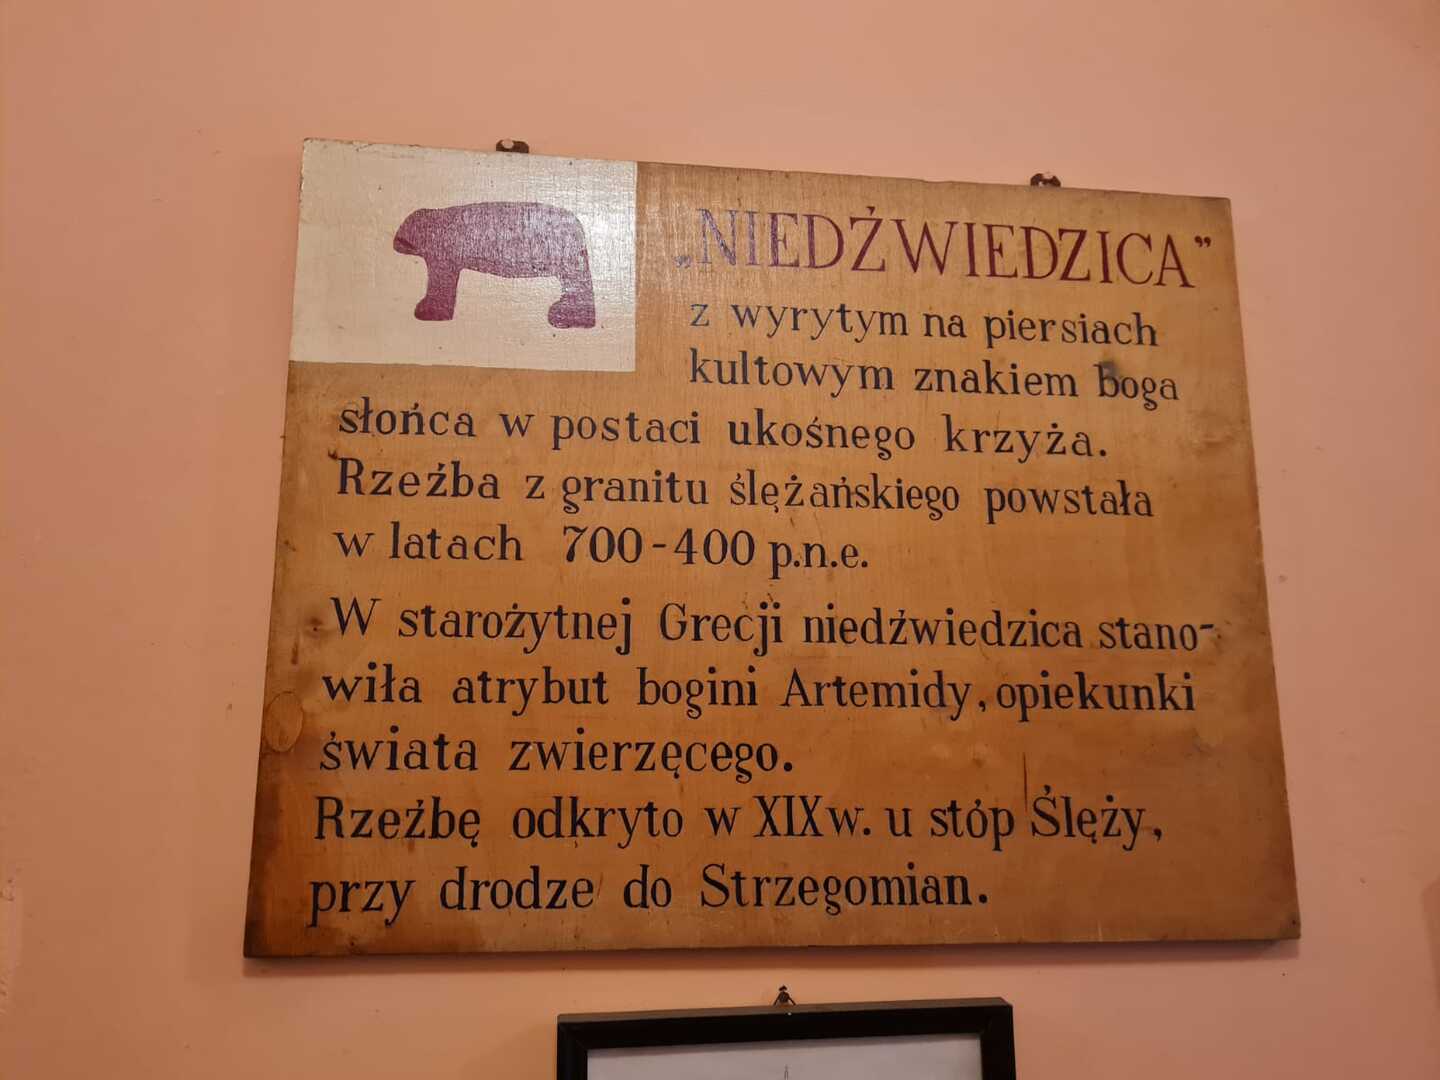 „NIEDŹWIEDZICA”
z wyrytym na piersiach
kultowym znakiem boga
słońca w postaci ukośnego krzyża.
Rzeźba z granitu ślężańskiego powstała
w latach 700-400 p.n.e.
W starożytnej Grecji niedźwiedzica stano-
wiła atrybut bogini Artemidy, opiekunki
świata zwierzęcego.
Rzeźbę odkryto w XIX w. u stóp Ślęży,
przy drodze do Strzegomian.